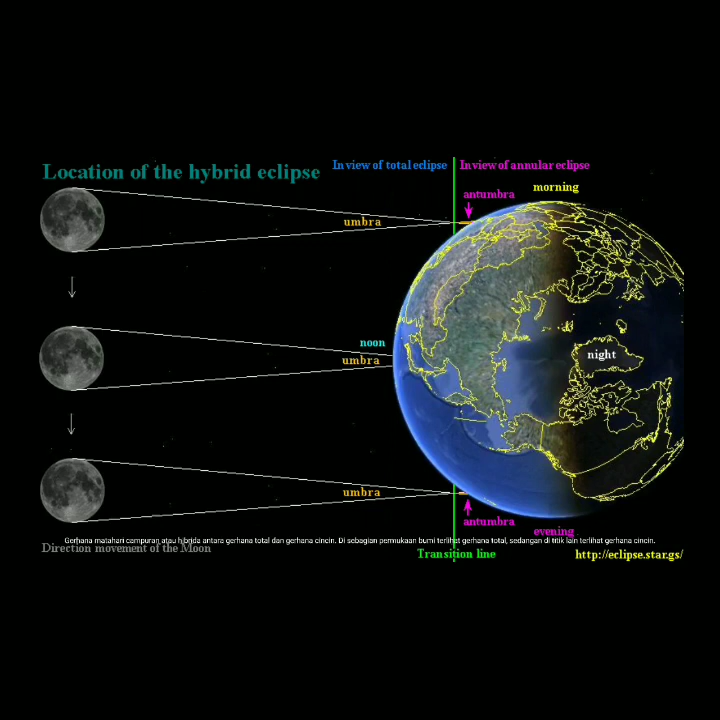 Location of the hybrid eclipse
In view of total eclipse
In view of annular eclipse
antumbra
morning
umbra
noon
umbra
night
umbra
antumbra
evening
Gerhana matahari campuran atau hibrida antara gerhana total dan gerhana cincin. Di sebagian permukaan bumi terlihat gerhana total, sedangan di titik lain terlihat gerhana cincin.
Direction movement of the Moon
Transition line
http://eclipse.star.gs/